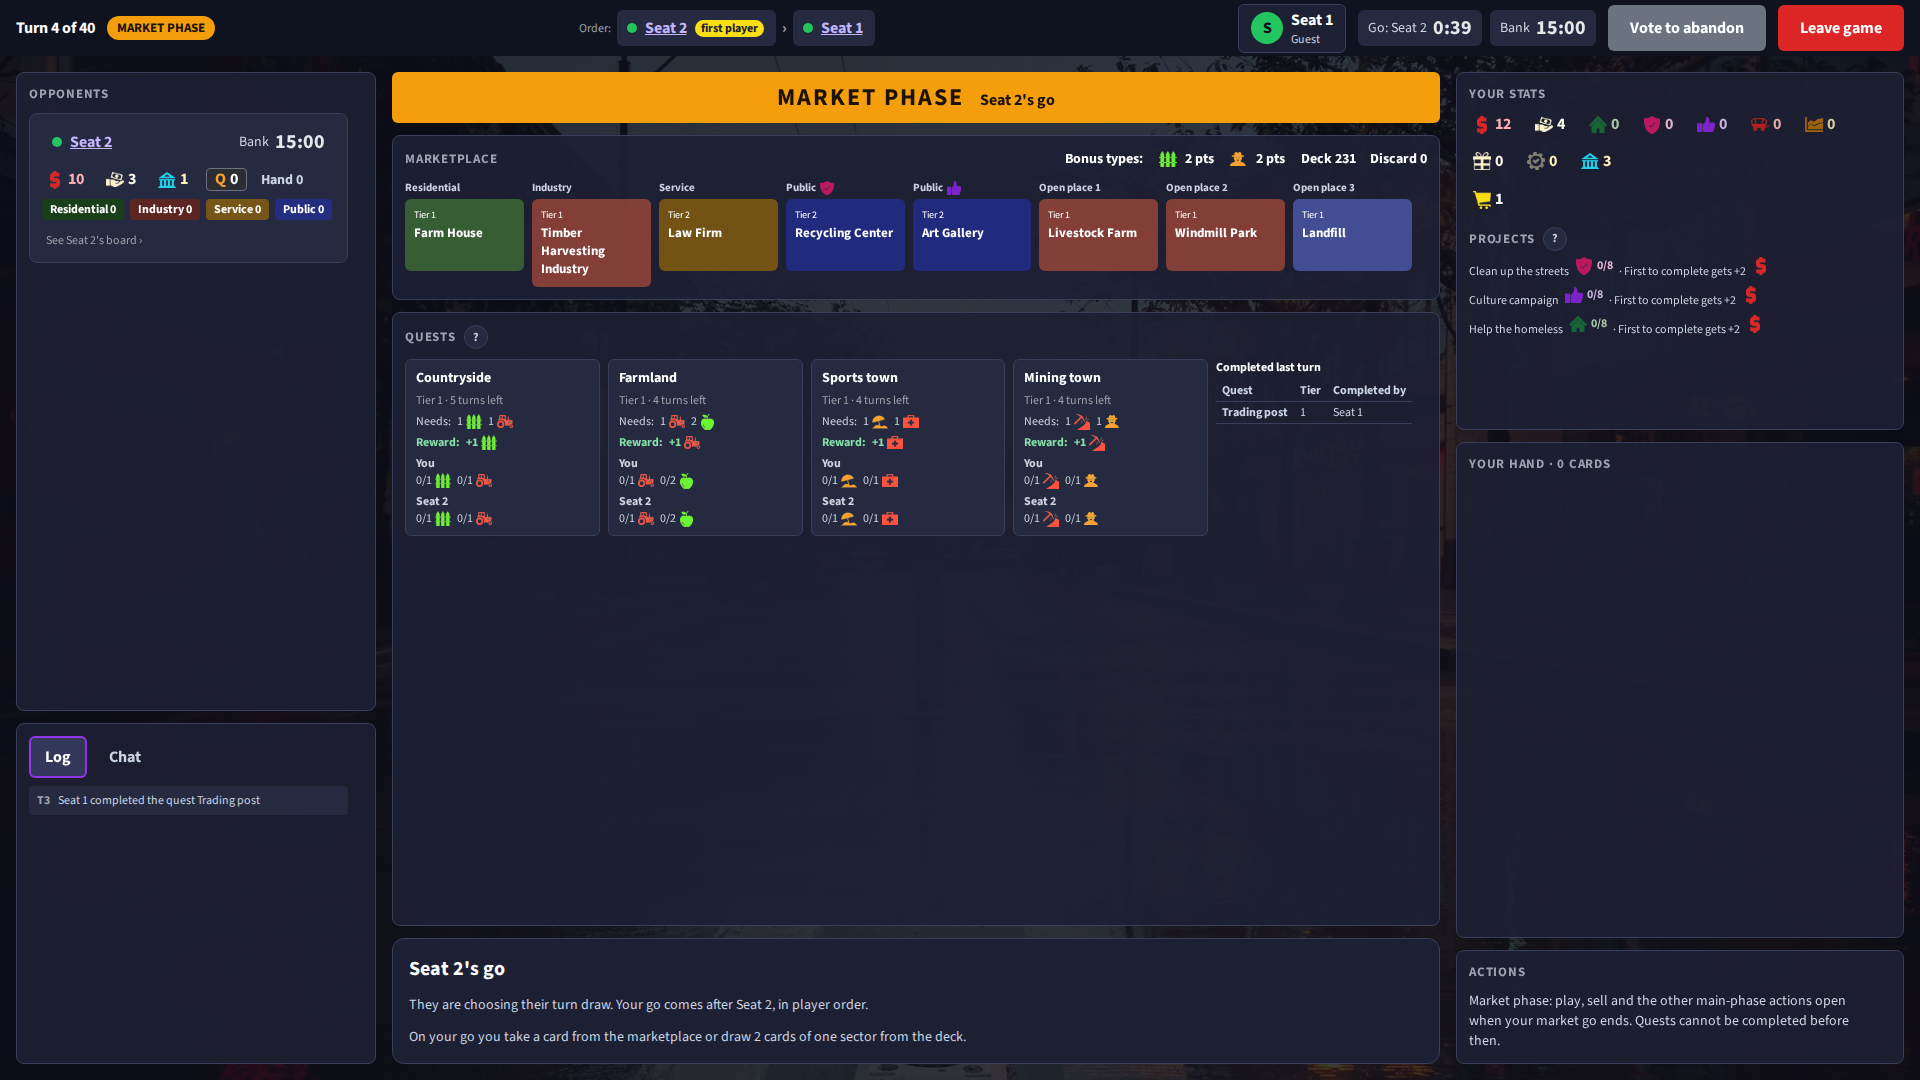 Turn 4 of 40 MARKET PHASE
Order: Seat 2 first player › Seat 1
S Seat 1 Guest
Go: Seat 2 0:39
Bank 15:00
Vote to abandon
Leave game
OPPONENTS
Seat 2 Bank 15:00
10 3 1 Q 0 Hand 0
Residential 0 Industry 0 Service 0 Public 0
See Seat 2's board ›
Log Chat
T3 Seat 1 completed the quest Trading post
MARKET PHASE Seat 2's go
MARKETPLACE Bonus types: 2 pts 2 pts Deck 231 Discard 0
Residential Industry Service Public Public Open place 1 Open place 2 Open place 3
Tier 1 Farm House
Tier 1 Timber Harvesting Industry
Tier 2 Law Firm
Tier 2 Recycling Center
Tier 2 Art Gallery
Tier 1 Livestock Farm
Tier 1 Windmill Park
Tier 1 Landfill
QUESTS ?
Countryside
Tier 1 · 5 turns left
Needs: 1 1
Reward: +1
You
0/1 0/1
Seat 2
0/1 0/1
Farmland
Tier 1 · 4 turns left
Needs: 1 2
Reward: +1
You
0/1 0/2
Seat 2
0/1 0/2
Sports town
Tier 1 · 4 turns left
Needs: 1 1
Reward: +1
You
0/1 0/1
Seat 2
0/1 0/1
Mining town
Tier 1 · 4 turns left
Needs: 1 1
Reward: +1
You
0/1 0/1
Seat 2
0/1 0/1
Completed last turn
Quest Tier Completed by
Trading post 1 Seat 1
Seat 2's go
They are choosing their turn draw. Your go comes after Seat 2, in player order.
On your go you take a card from the marketplace or draw 2 cards of one sector from the deck.
YOUR STATS
12 4 0 0 0 0 0
0 0 3
1
PROJECTS ?
Clean up the streets 0/8 · First to complete gets +2
Culture campaign 0/8 · First to complete gets +2
Help the homeless 0/8 · First to complete gets +2
YOUR HAND · 0 CARDS
ACTIONS
Market phase: play, sell and the other main-phase actions open
when your market go ends. Quests cannot be completed before
then.